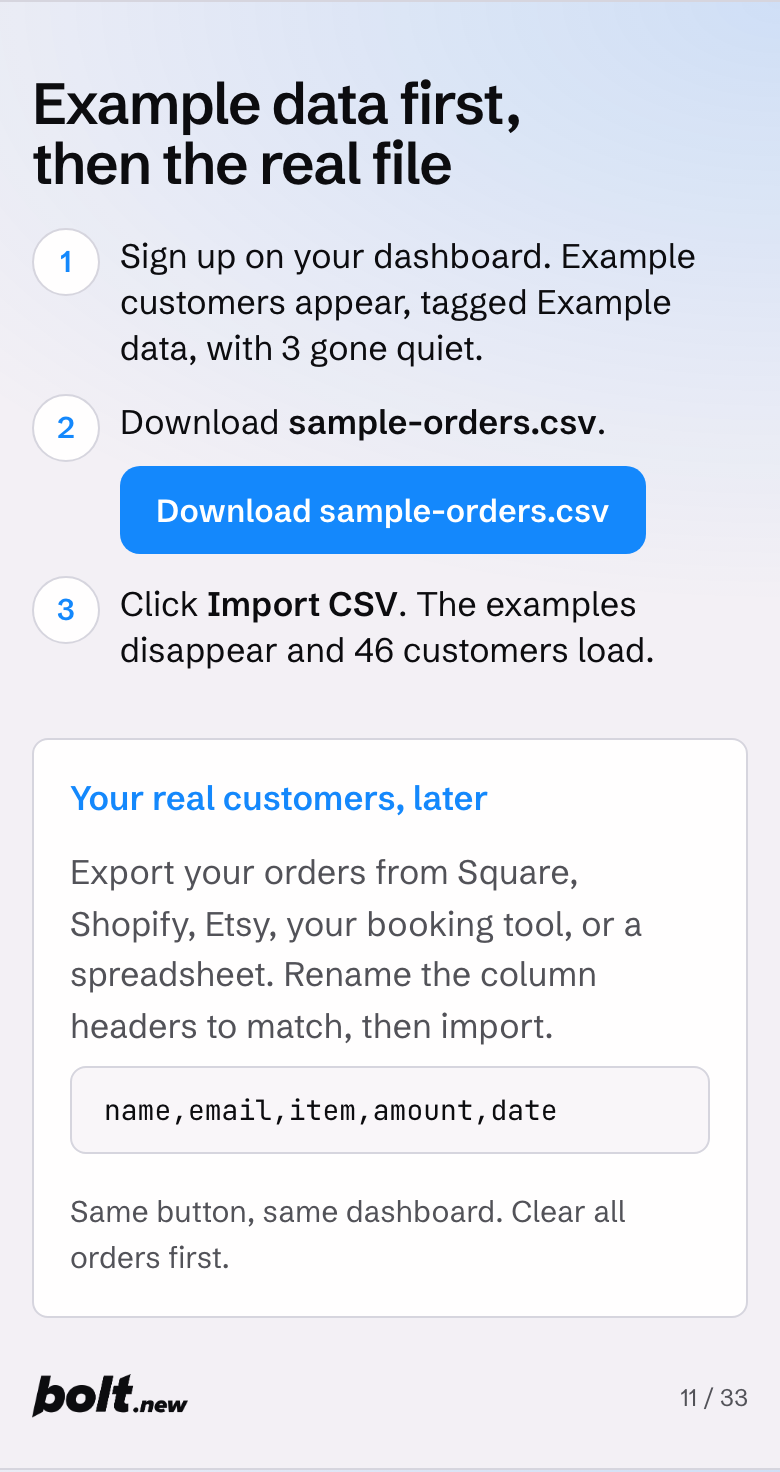 Example data first,
then the real file
1
Sign up on your dashboard. Example
customers appear, tagged Example
data, with 3 gone quiet.
2
Download sample-orders.csv.
Download sample-orders.csv
3
Click Import CSV. The examples
disappear and 46 customers load.
Your real customers, later
Export your orders from Square,
Shopify, Etsy, your booking tool, or a
spreadsheet. Rename the column
headers to match, then import.
name,email,item,amount,date
Same button, same dashboard. Clear all
orders first.
bolt.new
11 / 33